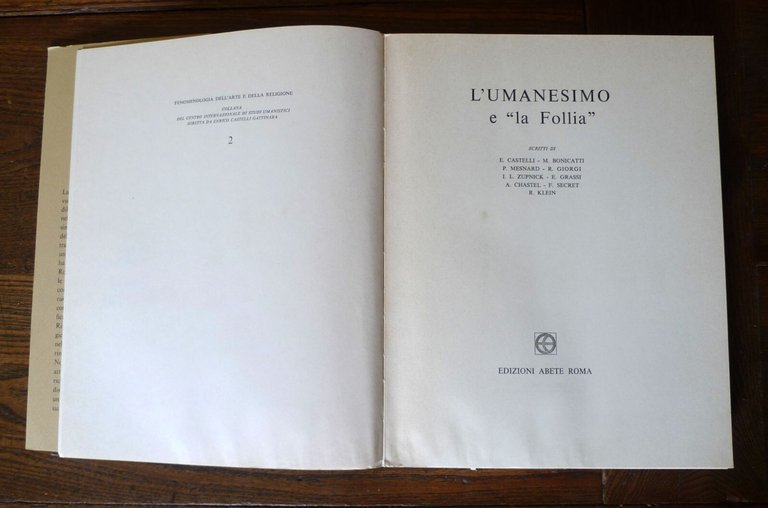 FENOMENOLOGIA DELL'ARTE E DELLA RELIGIONE
COLLANA
DEL CENTRO INTERNAZIONALE DI STUDI UMANISTICI
DIRETTA DA ENRICO CASTELLI GATTINARA
2
L'UMANESIMO
e "la Follia"
SCRITTI DI
E. CASTELLI - M. BONICATTI
P. MESNARD - R. GIORGI
I. L. ZUPNICK - E. GRASSI
A. CHASTEL - F. SECRET
R. KLEIN
EDIZIONI ABETE ROMA